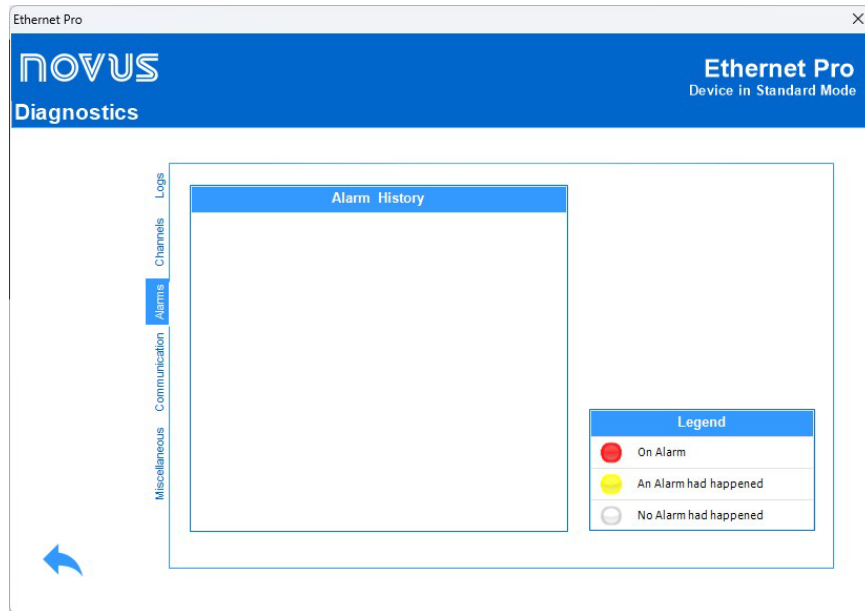 Ethernet Pro
NOVUS
Ethernet Pro
Device in Standard Mode
Diagnostics
Logs
Channels
Alarms
Communication
Miscellaneous
Alarm History
Legend
On Alarm
An Alarm had happened
No Alarm had happened